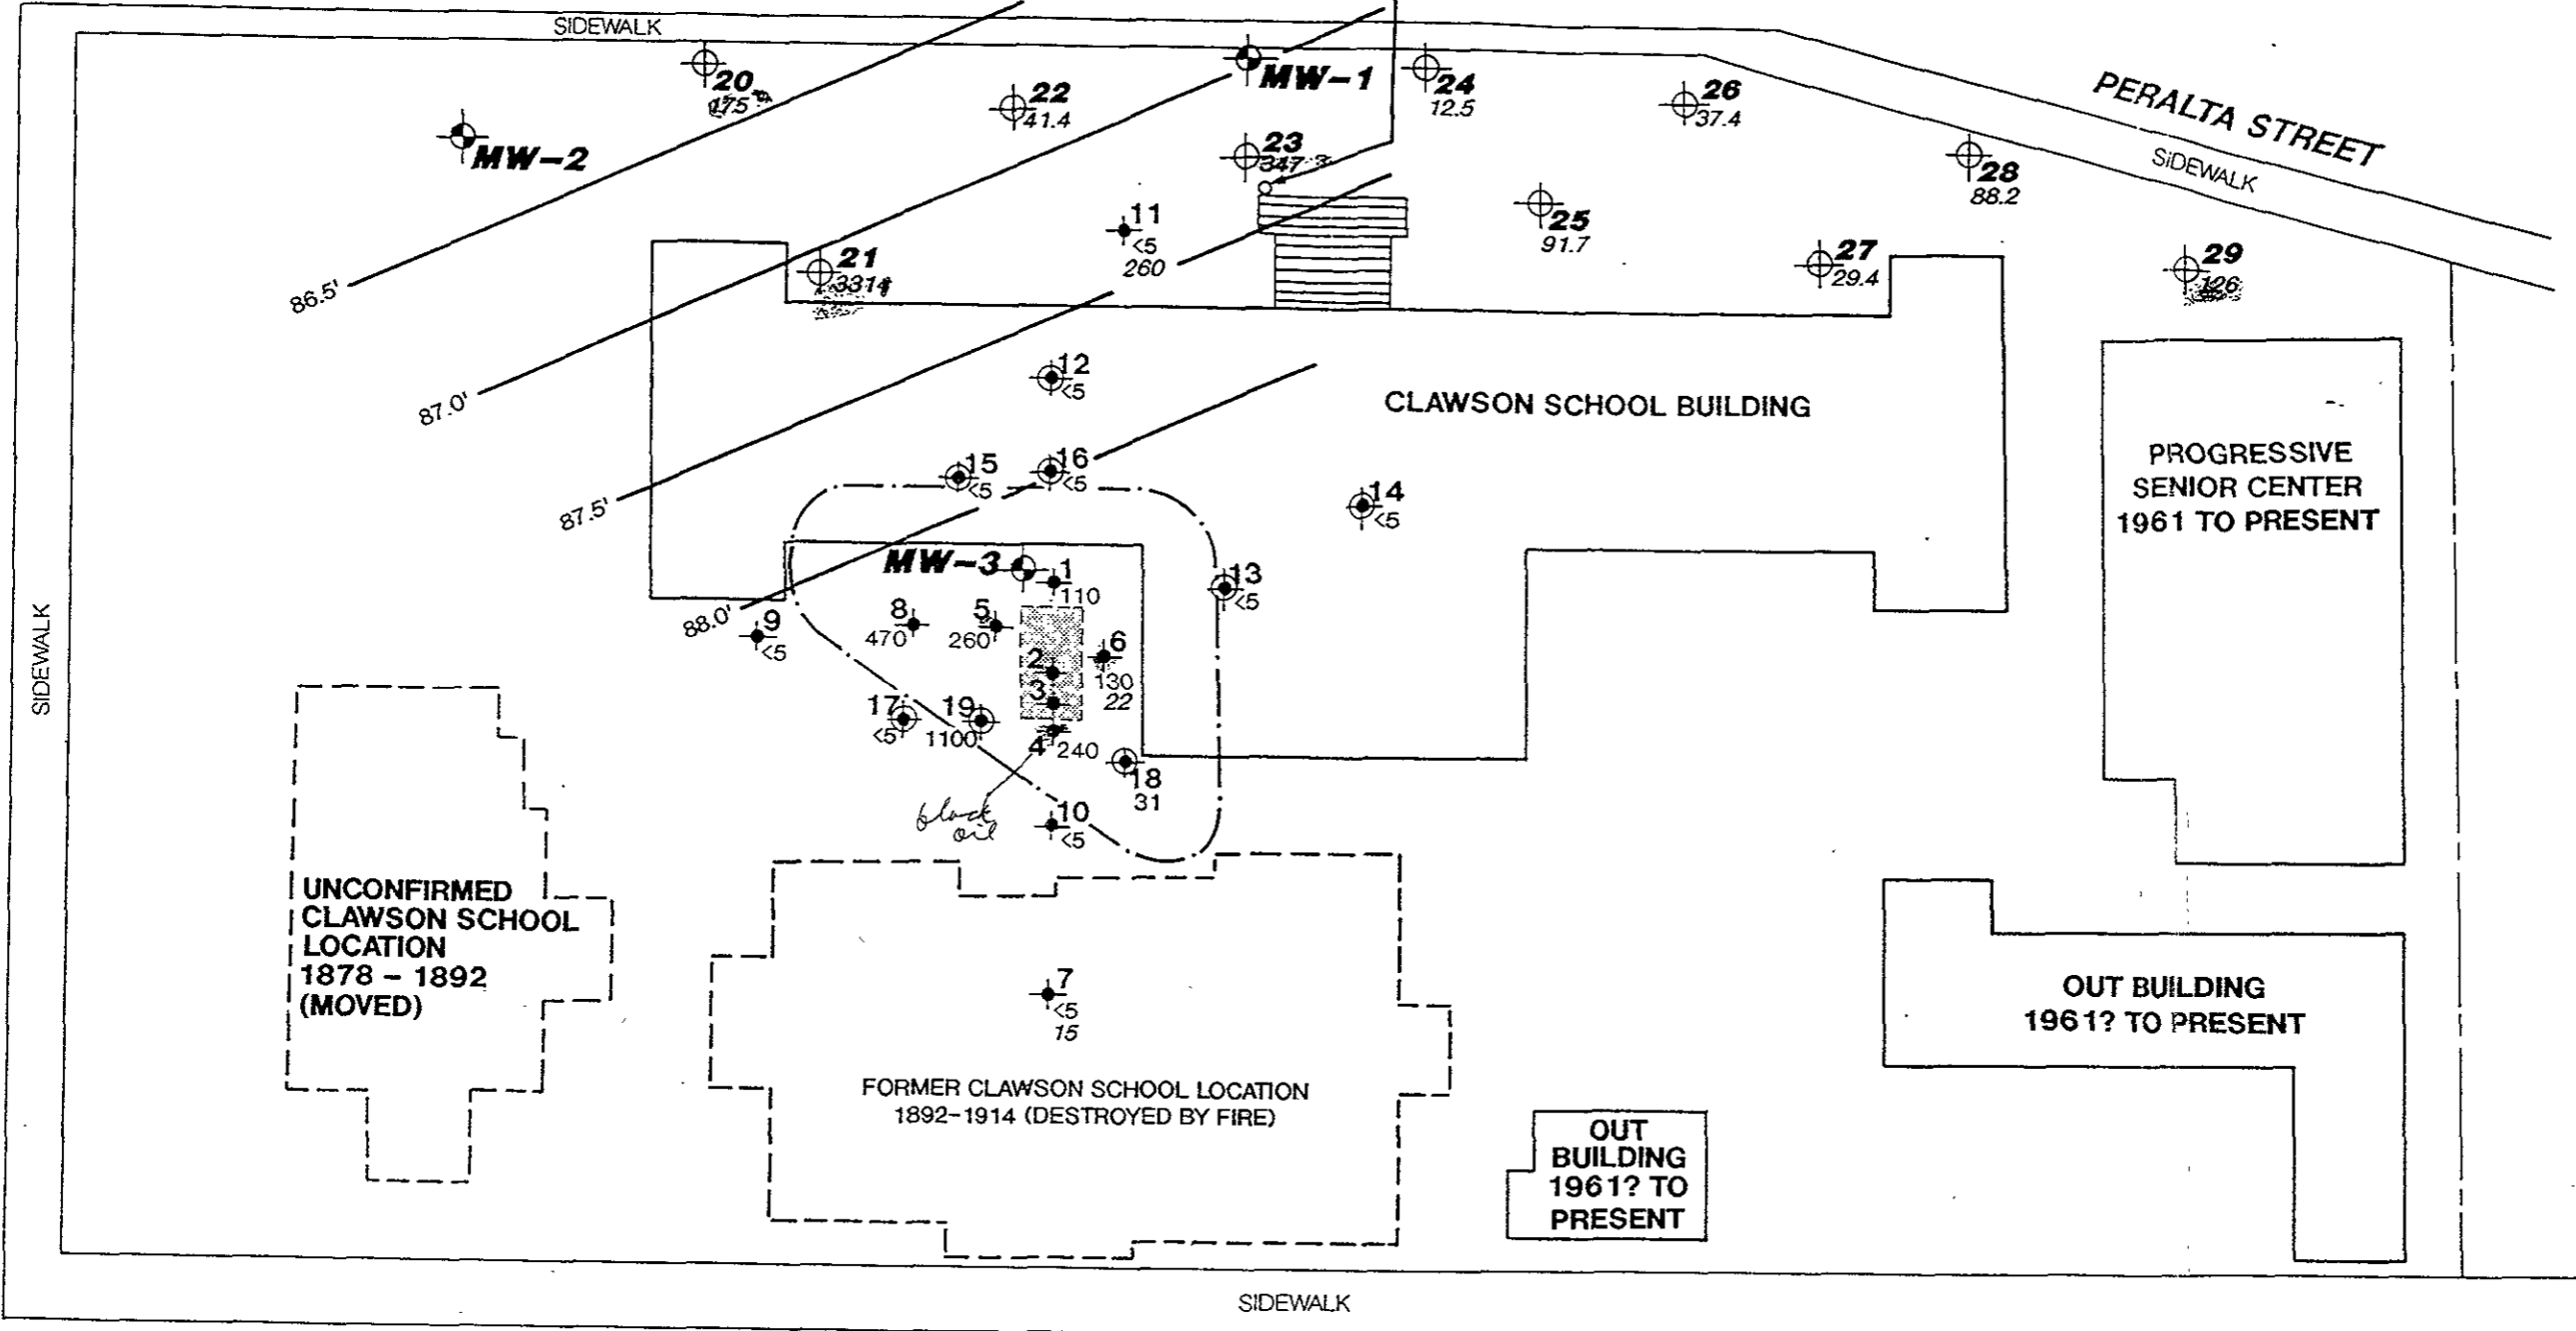 SIDEWALK
PERALTA STREET
SIDEWALK
20
175
MW-2
22
41.4
MW-1
23
347
24
12.5
26
37.4
28
88.2
25
91.7
27
29.4
29
126
11
<5
260
21
86.5'
87.0'
87.5'
88.0'
12
<5
CLAWSON SCHOOL BUILDING
15
<5
16
<5
14
<5
13
<5
PROGRESSIVE
SENIOR CENTER
1961 TO PRESENT
MW-3
1
110
8
470
5
260
9
<5
2
3
6
130
22
17
<5
19
1100
4
240
18
31
10
<5
black
oil
SIDEWALK
UNCONFIRMED
CLAWSON SCHOOL
LOCATION
1878 - 1892
(MOVED)
7
<5
15
FORMER CLAWSON SCHOOL LOCATION
1892-1914 (DESTROYED BY FIRE)
OUT BUILDING
1961? TO PRESENT
OUT
BUILDING
1961? TO
PRESENT
SIDEWALK